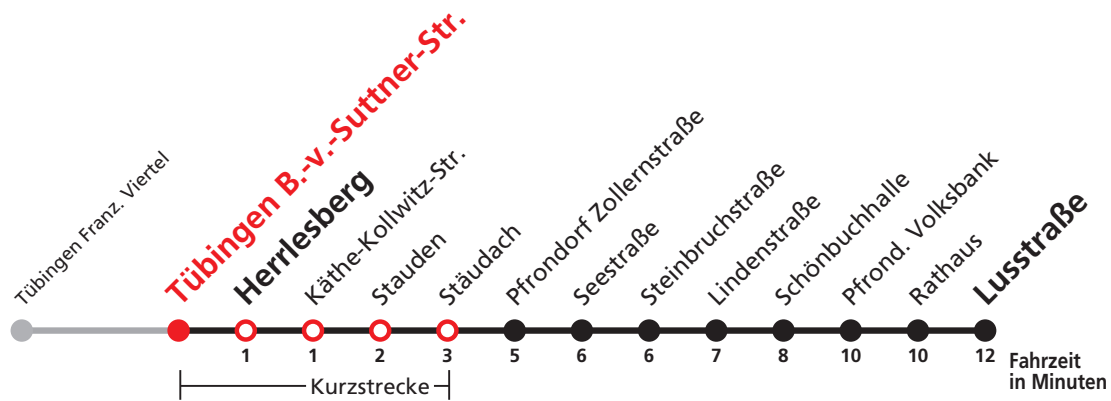 Tübingen Franz. Viertel
Tübingen B.-v.-Suttner-Str.
Herrlesberg
Käthe-Kollwitz-Str.
Stauden
Stäudach
Pfrondorf Zollernstraße
Seestraße
Steinbruchstraße
Lindenstraße
Schönbuchhalle
Pfrond. Volksbank
Rathaus
Lusstraße
1 1 2 3 5 6 6 7 8 10 10 12
Fahrzeit
in Minuten
Kurzstrecke